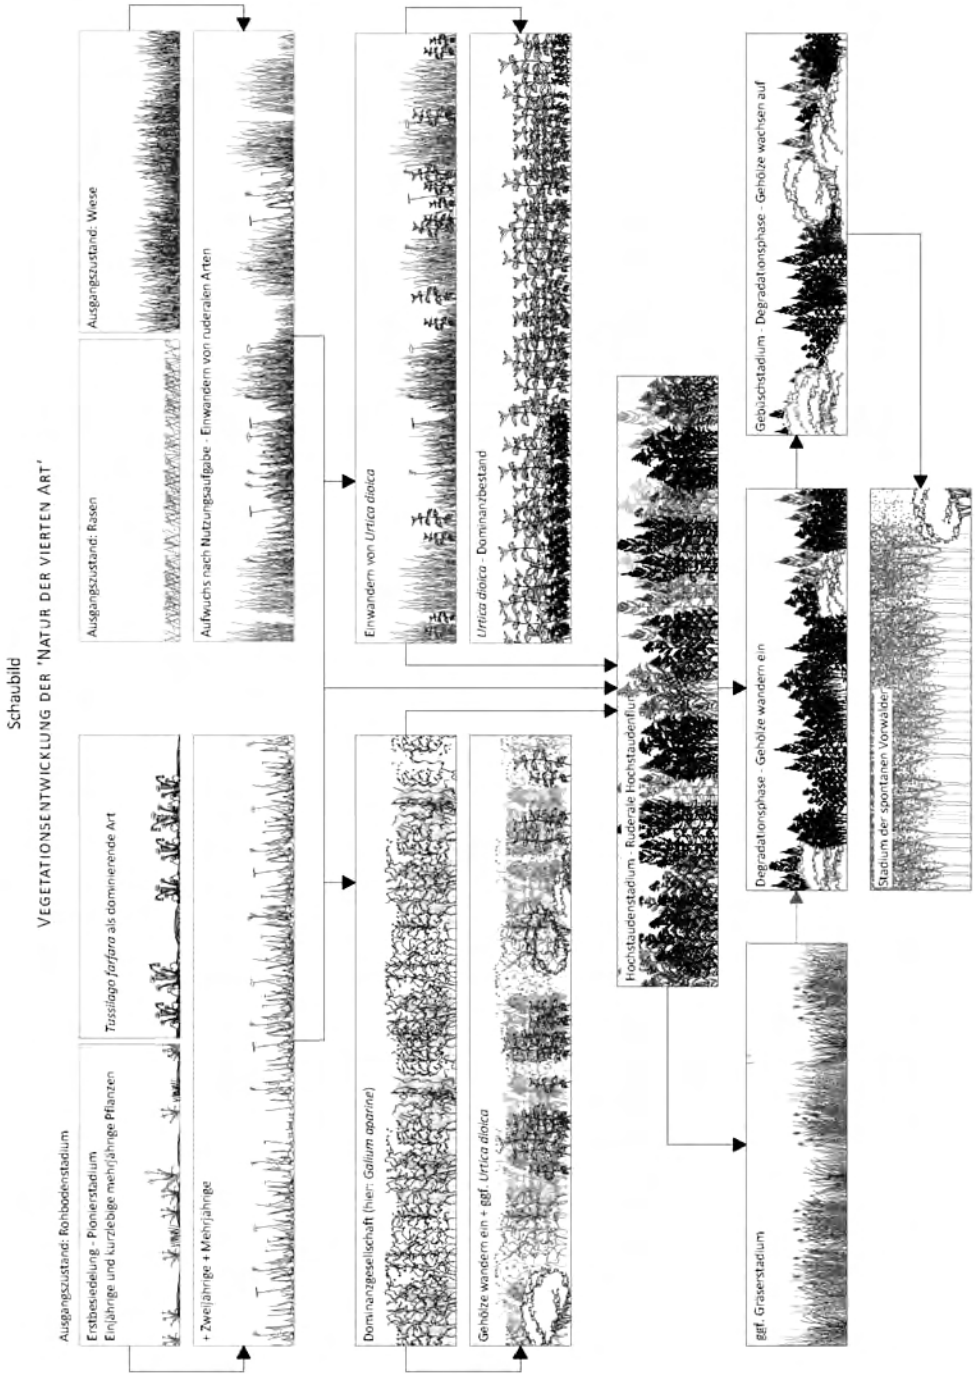 Schaubild
VEGETATIONSENTWICKLUNG DER 'NATUR DER VIERTEN ART'
Ausgangszustand: Rohbodenstadium
Erstbesiedelung - Pionierstadium
Einjährige und kurzlebige mehrjährige Pflanzen
Tussilago farfara als dominierende Art
Ausgangszustand: Rasen
Ausgangszustand: Wiese
+ Zweijährige + Mehrjährige
Aufwuchs nach Nutzungsaufgabe - Einwandern von ruderalen Arten
Dominanzgesellschaft (hier: Galium aparine)
Einwandern von Urtica dioica
Gehölze wandern ein + ggf. Urtica dioica
Urtica dioica - Dominanzbestand
Hochstaudenstadium - Ruderale Hochstaudenflur
ggf. Gräserstadium
Degradationsphase - Gehölze wandern ein
Gebüschstadium - Degradationsphase - Gehölze wachsen auf
Stadium der spontanen Vorwälder